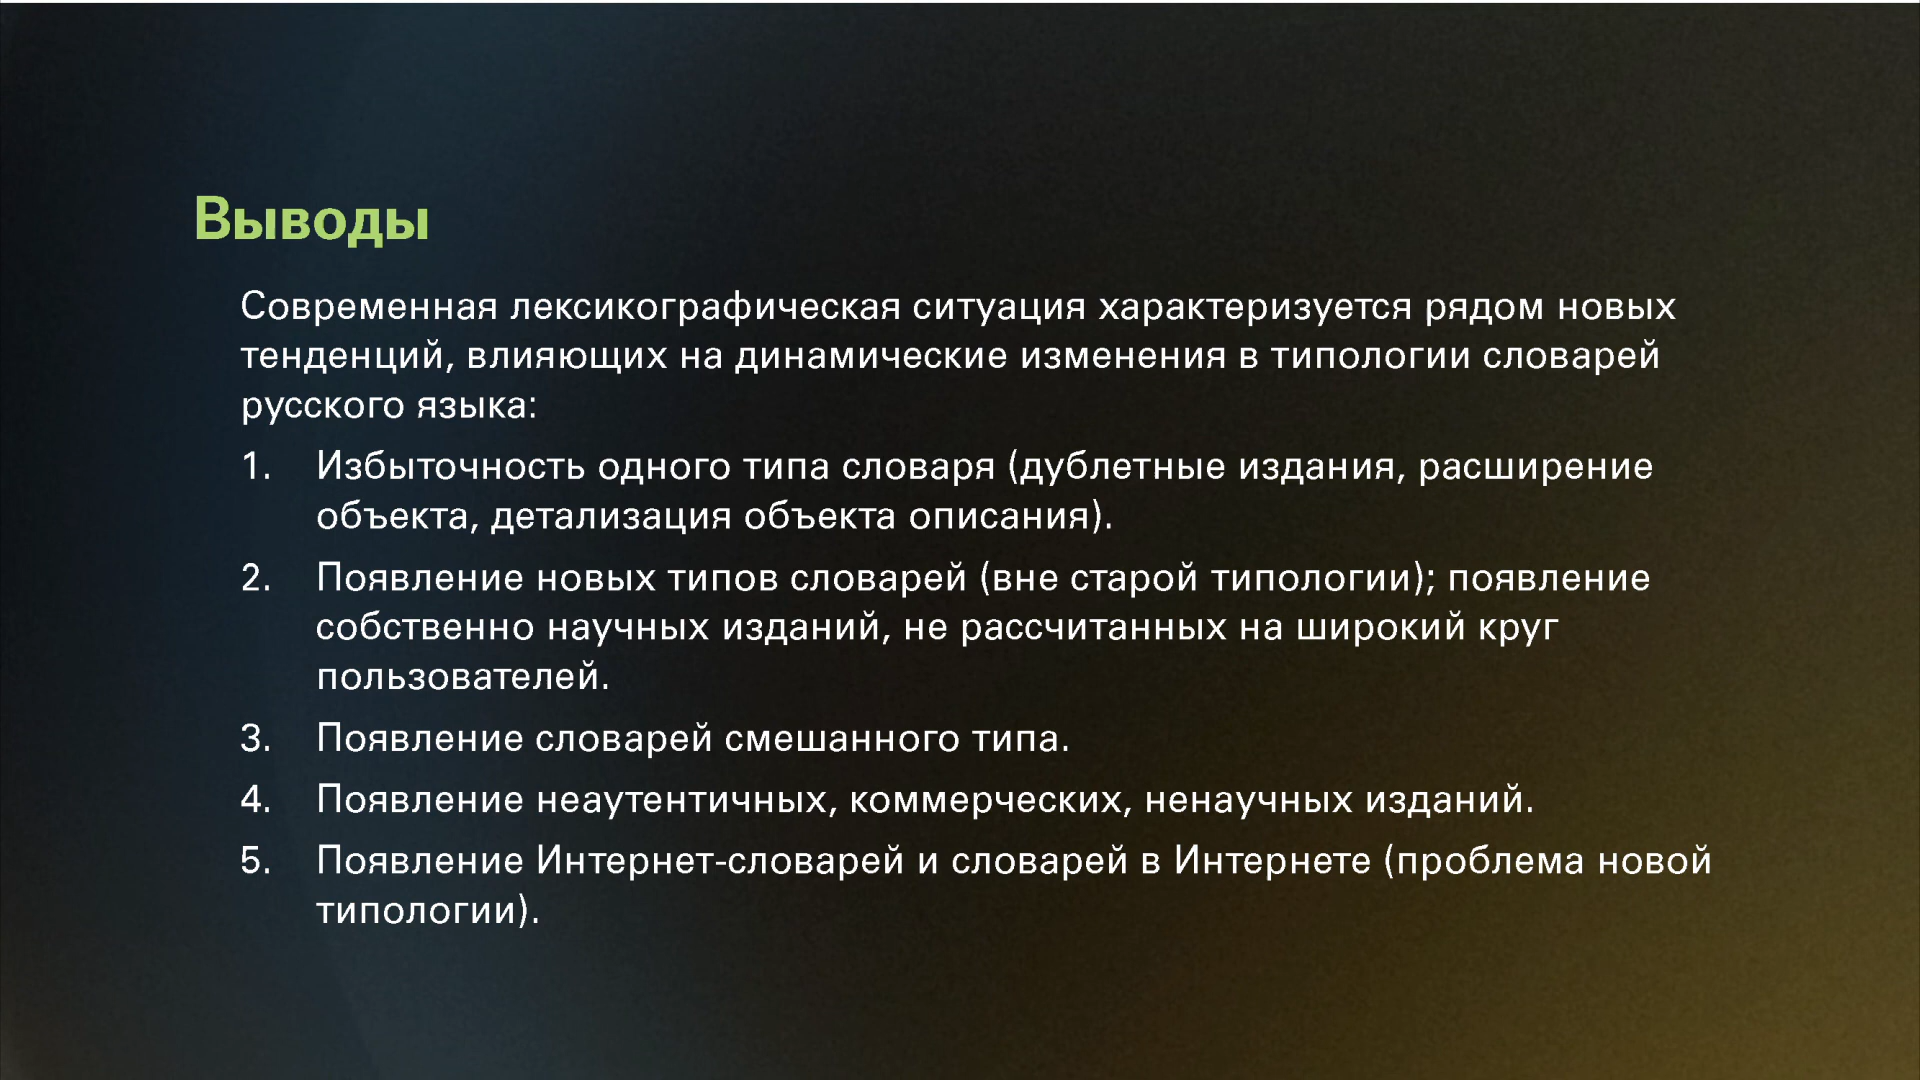 Выводы
Современная лексикографическая ситуация характеризуется рядом новых
тенденций, влияющих на динамические изменения в типологии словарей
русского языка:
1. Избыточность одного типа словаря (дублетные издания, расширение
объекта, детализация объекта описания).
2. Появление новых типов словарей (вне старой типологии); появление
собственно научных изданий, не рассчитанных на широкий круг
пользователей.
3. Появление словарей смешанного типа.
4. Появление неаутентичных, коммерческих, ненаучных изданий.
5. Появление Интернет-словарей и словарей в Интернете (проблема новой
типологии).